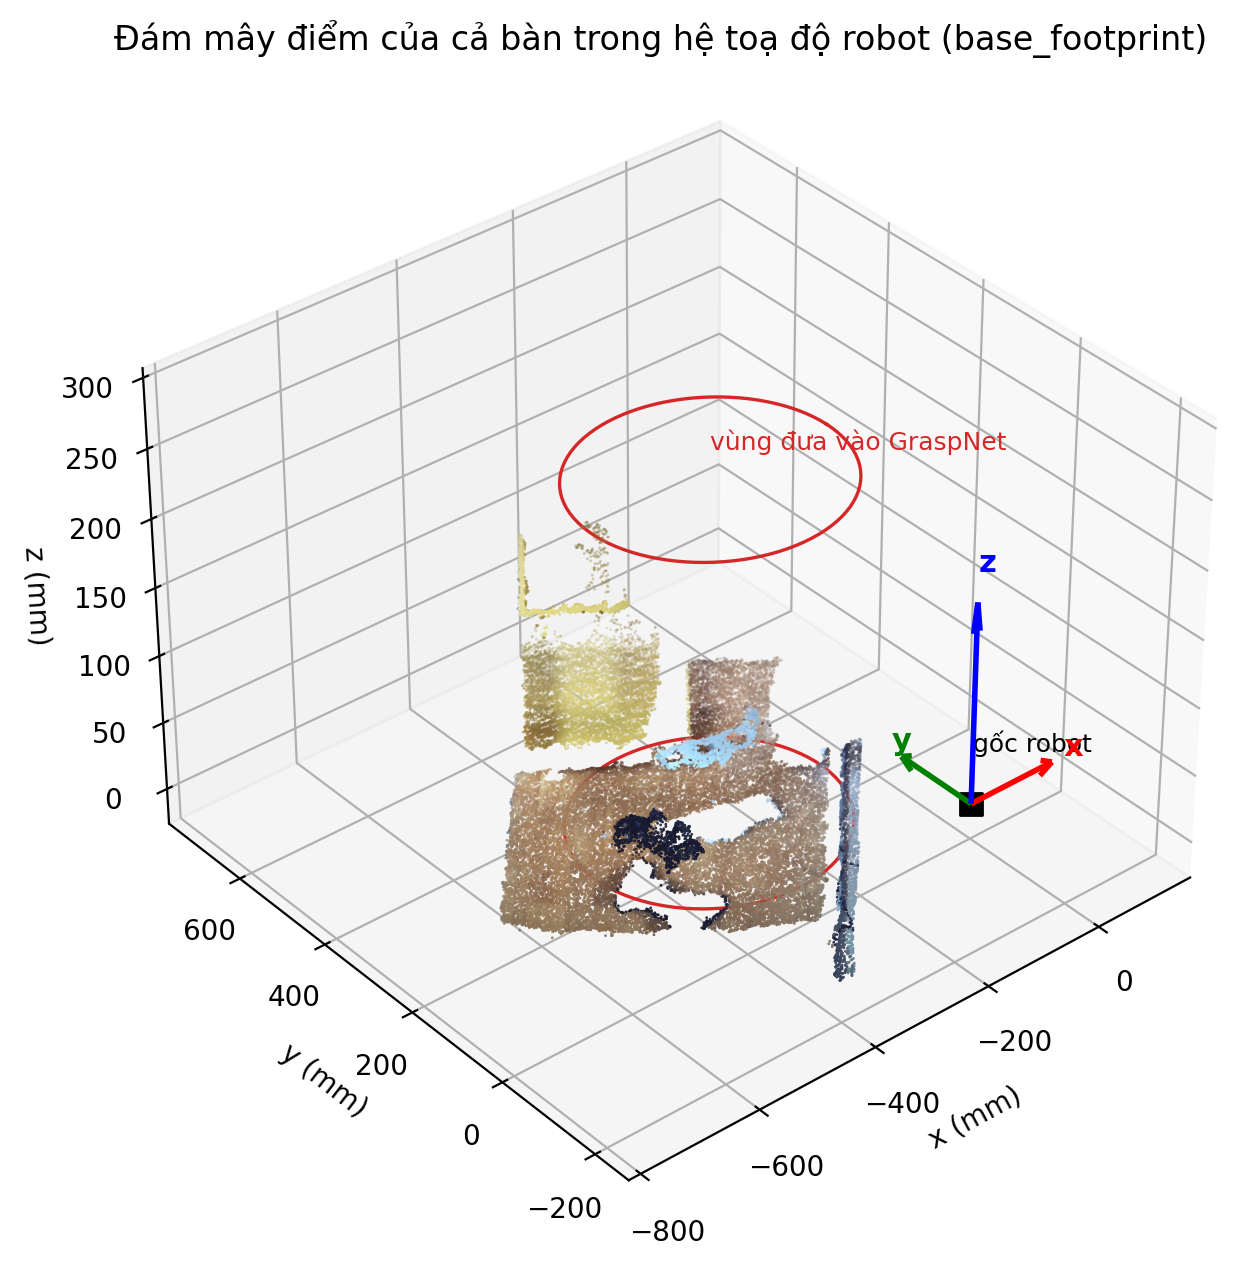 Đám mây điểm của cả bàn trong hệ toạ độ robot (base_footprint)
300
250
200
150
100
50
0
z (mm)
vùng đưa vào GraspNet
z
y
x
gốc robot
600
400
200
0
−200
y (mm)
0
−200
−400
−600
−800
x (mm)